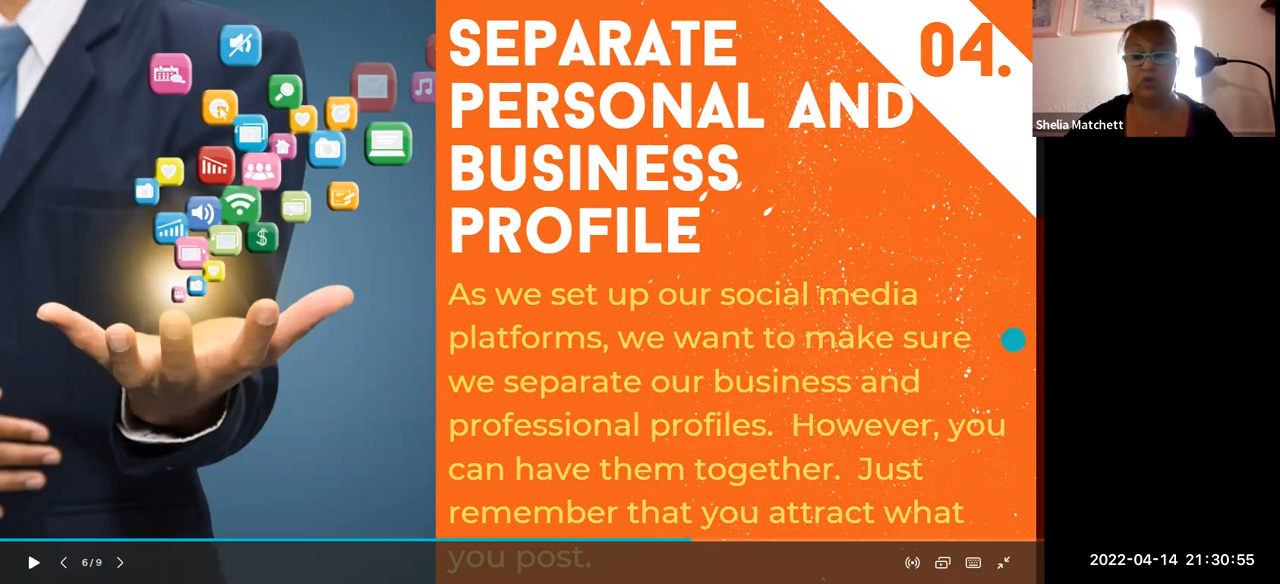 SEPARATE
PERSONAL AND
BUSINESS
PROFILE
04.
As we set up our social media
platforms, we want to make sure
we separate our business and
professional profiles. However, you
can have them together. Just
remember that you attract what
you post.
Shelia Matchett
6/9
2022-04-14 21:30:55